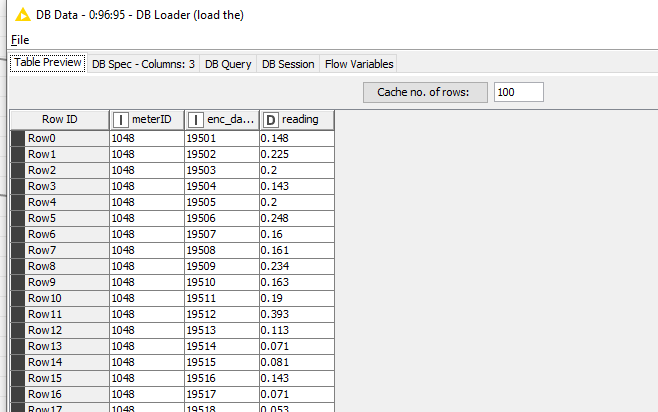 DB Data - 0:96:95 - DB Loader (load the)
File
Table Preview DB Spec - Columns: 3 DB Query DB Session Flow Variables
Cache no. of rows: 100
Row ID I meterID I enc_da... D reading
Row0 1048 19501 0.148
Row1 1048 19502 0.225
Row2 1048 19503 0.2
Row3 1048 19504 0.143
Row4 1048 19505 0.2
Row5 1048 19506 0.248
Row6 1048 19507 0.16
Row7 1048 19508 0.161
Row8 1048 19509 0.234
Row9 1048 19510 0.163
Row10 1048 19511 0.19
Row11 1048 19512 0.393
Row12 1048 19513 0.113
Row13 1048 19514 0.071
Row14 1048 19515 0.081
Row15 1048 19516 0.143
Row16 1048 19517 0.071
Row17 1048 19518 0.053